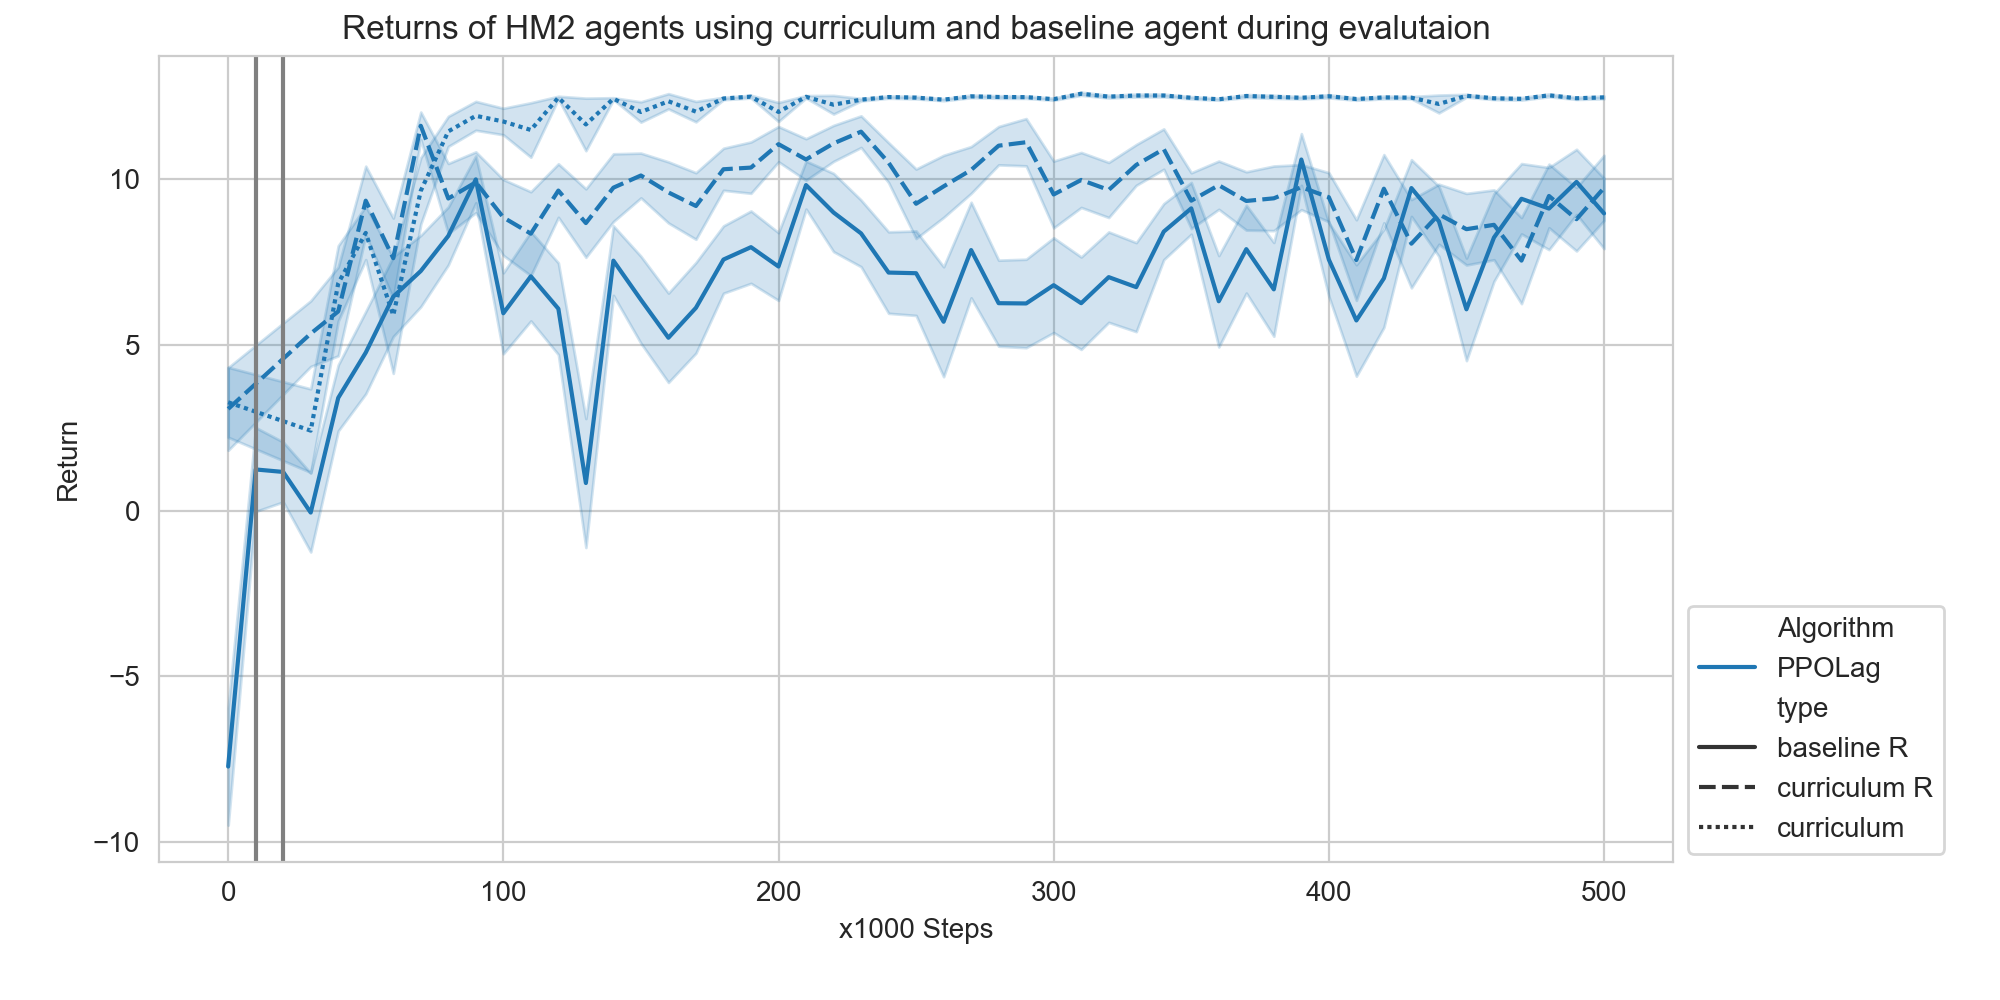 Returns of HM2 agents using curriculum and baseline agent during evalutaion
10
5
0
−5
−10
Return
0 100 200 300 400 500
x1000 Steps
Algorithm
PPOLag
type
baseline R
curriculum R
curriculum